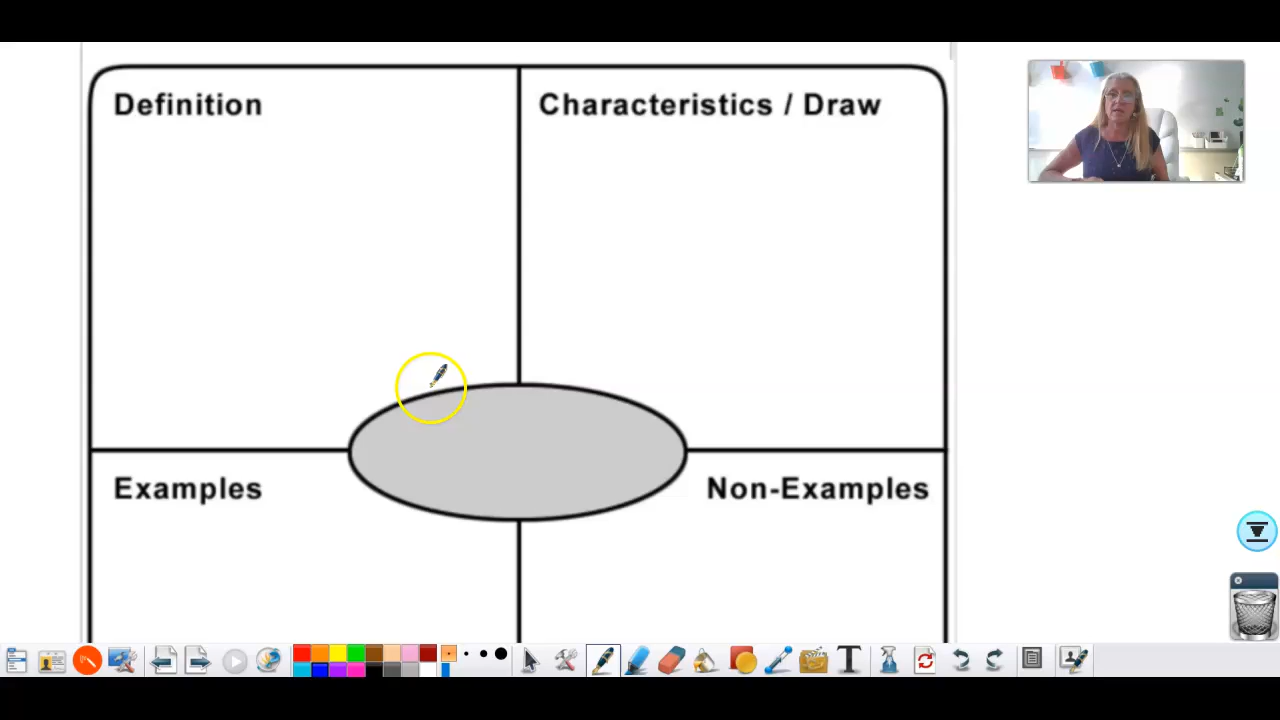 Definition
Characteristics / Draw
Examples
Non-Examples
T